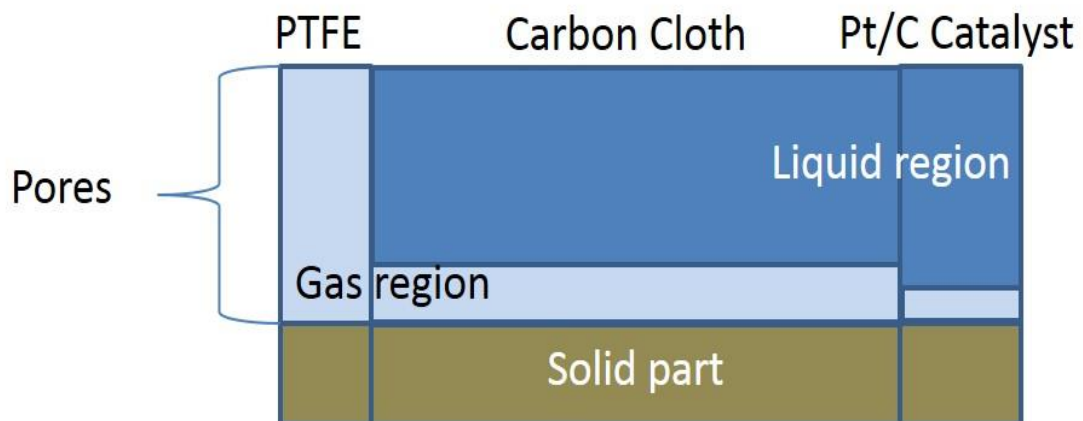 PTFE
Carbon Cloth
Pt/C Catalyst
Liquid region
Pores
Gas region
Solid part